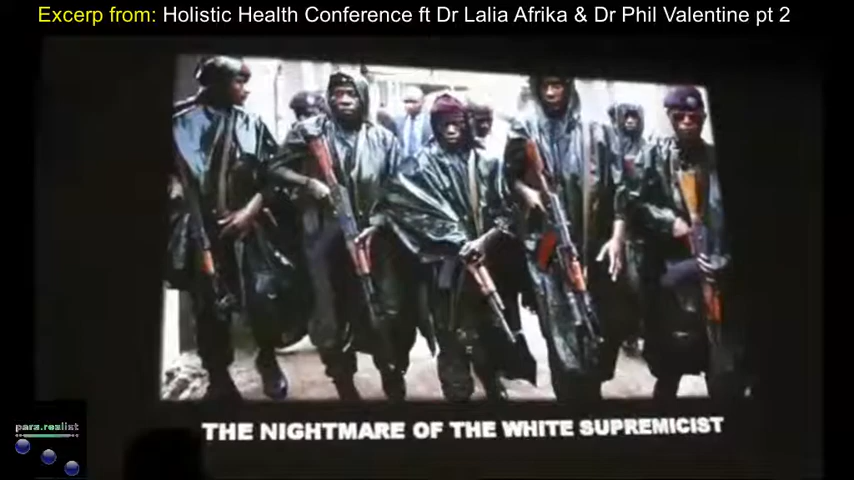 Excerp from: Holistic Health Conference ft Dr Lalia Afrika & Dr Phil Valentine pt 2
THE NIGHTMARE OF THE WHITE SUPREMICIST
para.realist